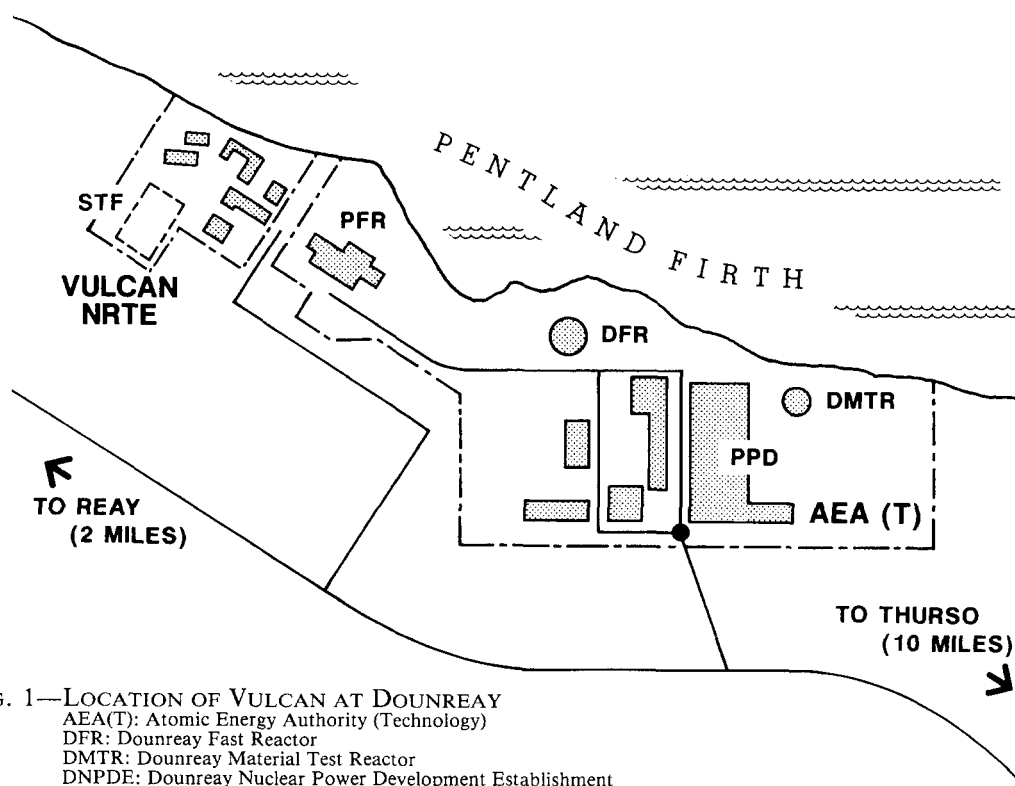 PENTLAND FIRTH
STF
PFR
VULCAN
NRTE
DFR
DMTR
PPD
AEA (T)
TO REAY
(2 MILES)
TO THURSO
(10 MILES)
. 1—LOCATION OF VULCAN AT DOUNREAY
AEA(T): Atomic Energy Authority (Technology)
DFR: Dounreay Fast Reactor
DMTR: Dounreay Material Test Reactor
DNPDE: Dounreay Nuclear Power Development Establishment